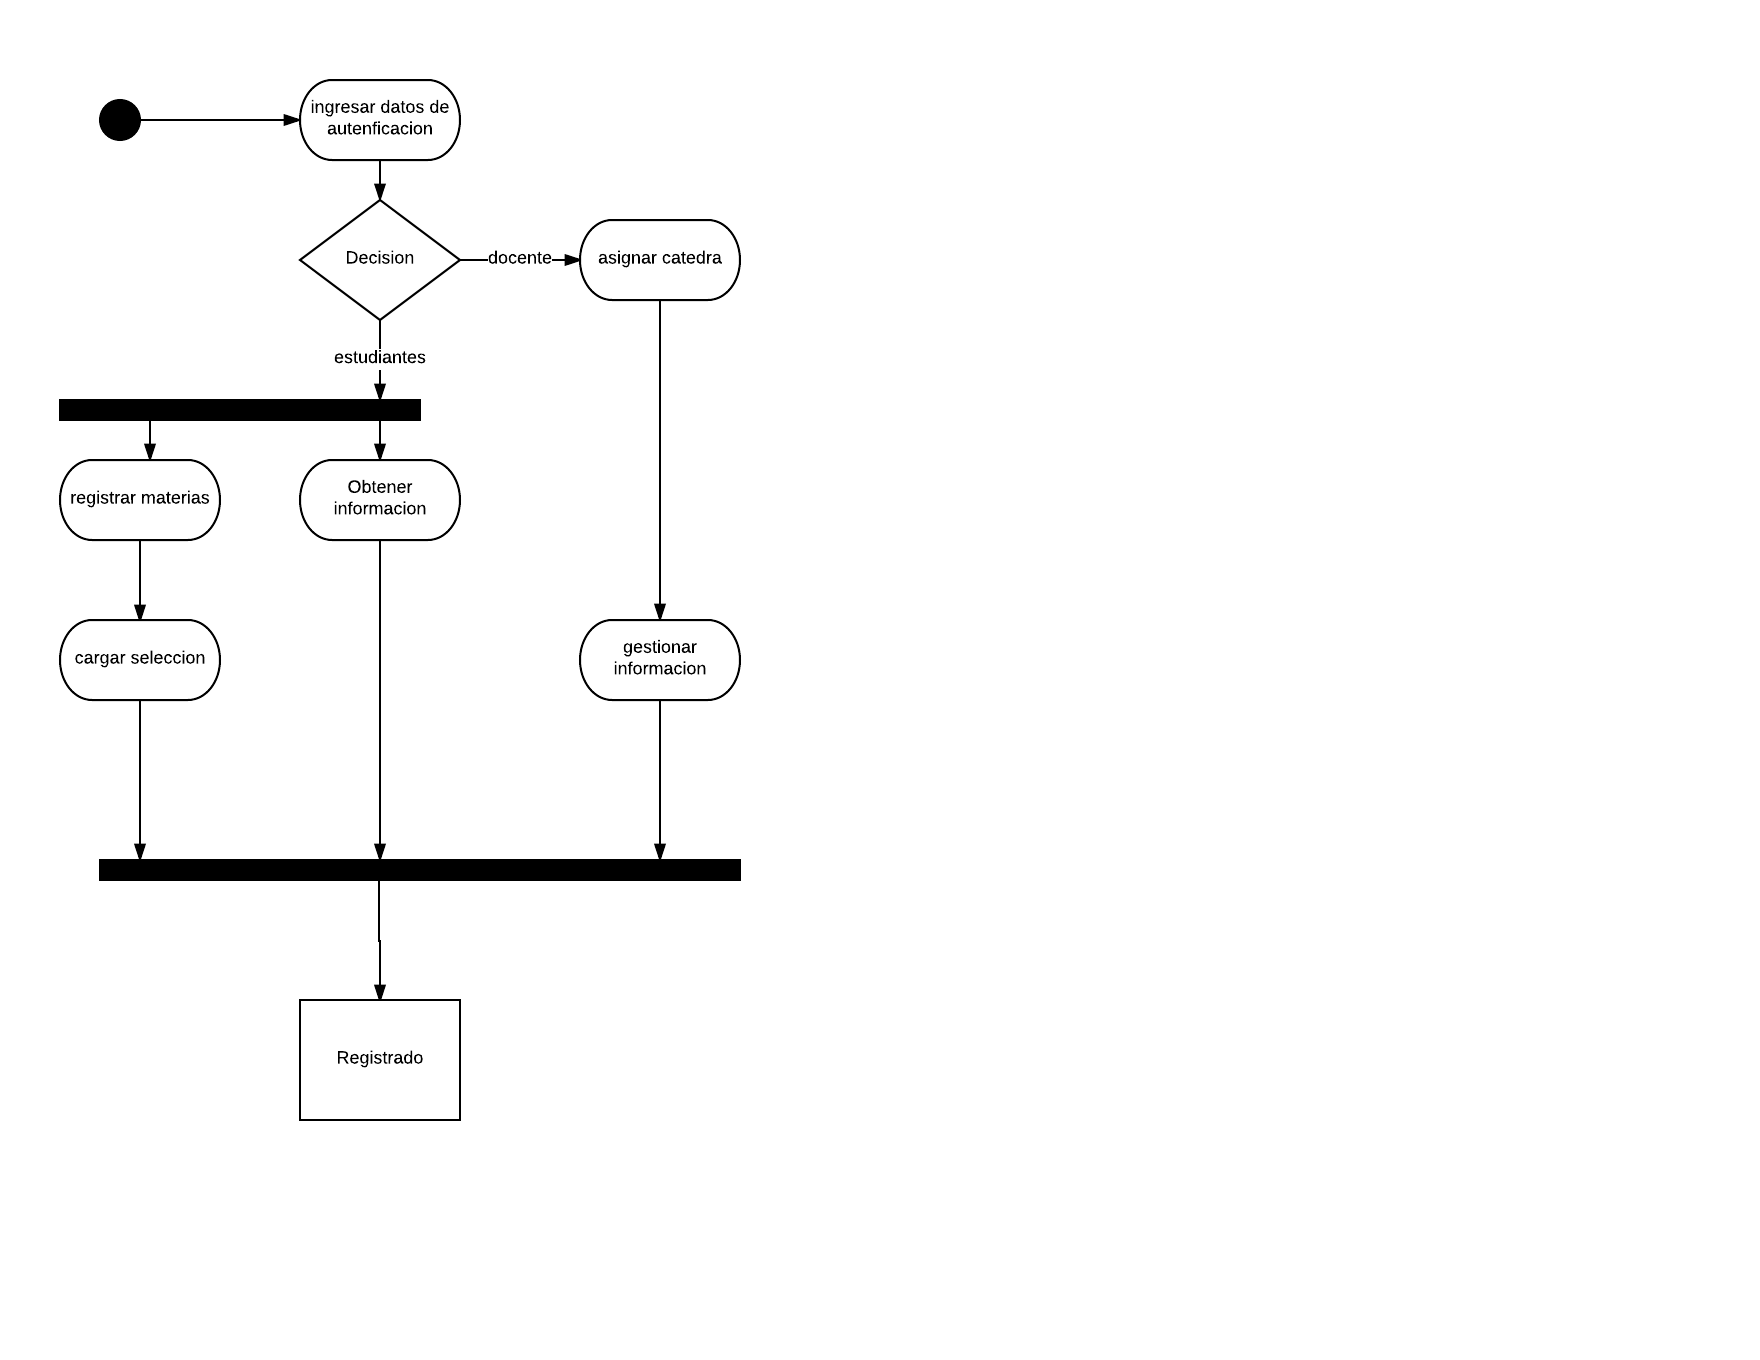 ingresar datos de
autenficacion
Decision
docente
asignar catedra
estudiantes
registrar materias
Obtener
informacion
cargar seleccion
gestionar
informacion
Registrado